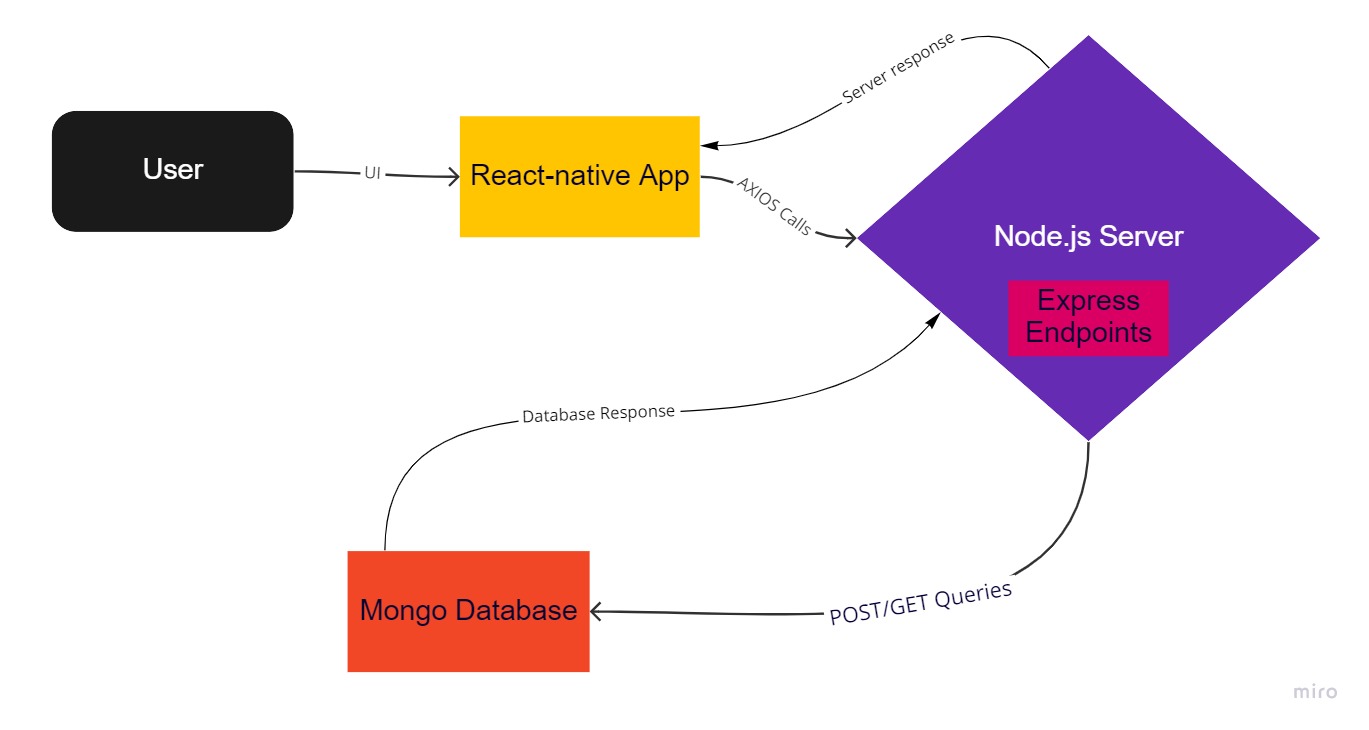 User
UI
React-native App
Server response
AXIOS Calls
Node.js Server
Express
Endpoints
Database Response
Mongo Database
POST/GET Queries
miro